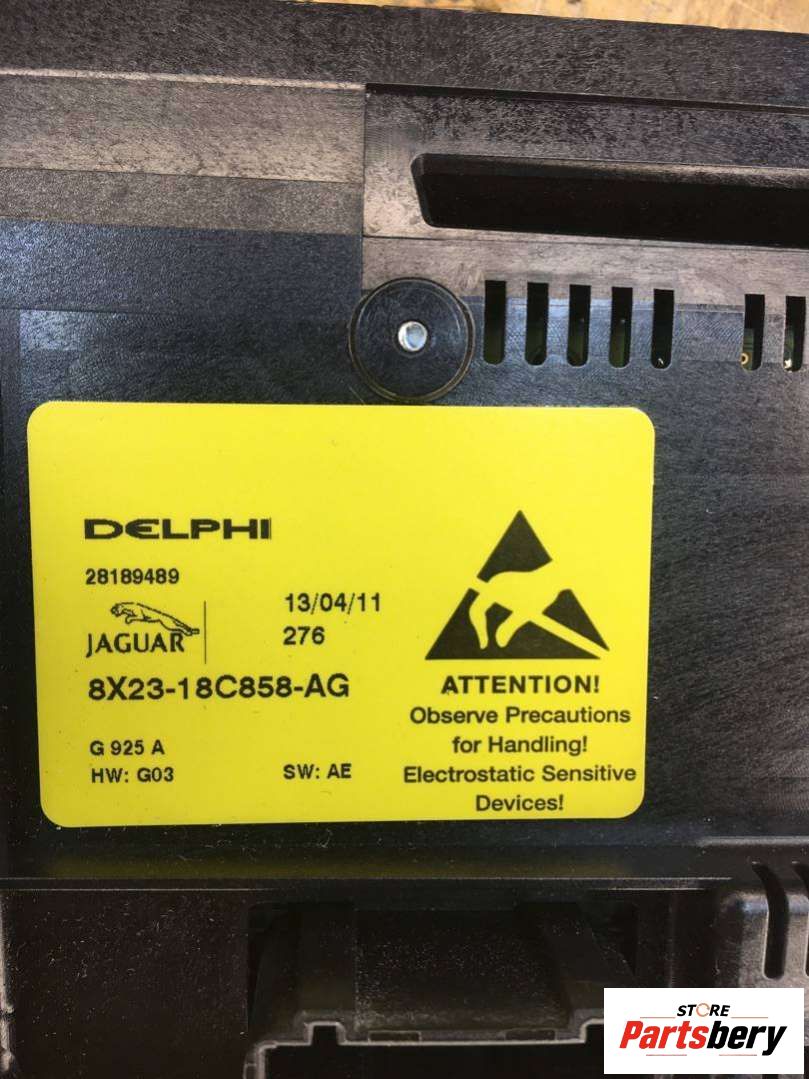 DELPHI
28189489
13/04/11
JAGUAR
276
8X23-18C858-AG
G 925 A
HW: G03
SW: AE
ATTENTION!
Observe Precautions
for Handling!
Electrostatic Sensitive
Devices!
STORE
Partsbery